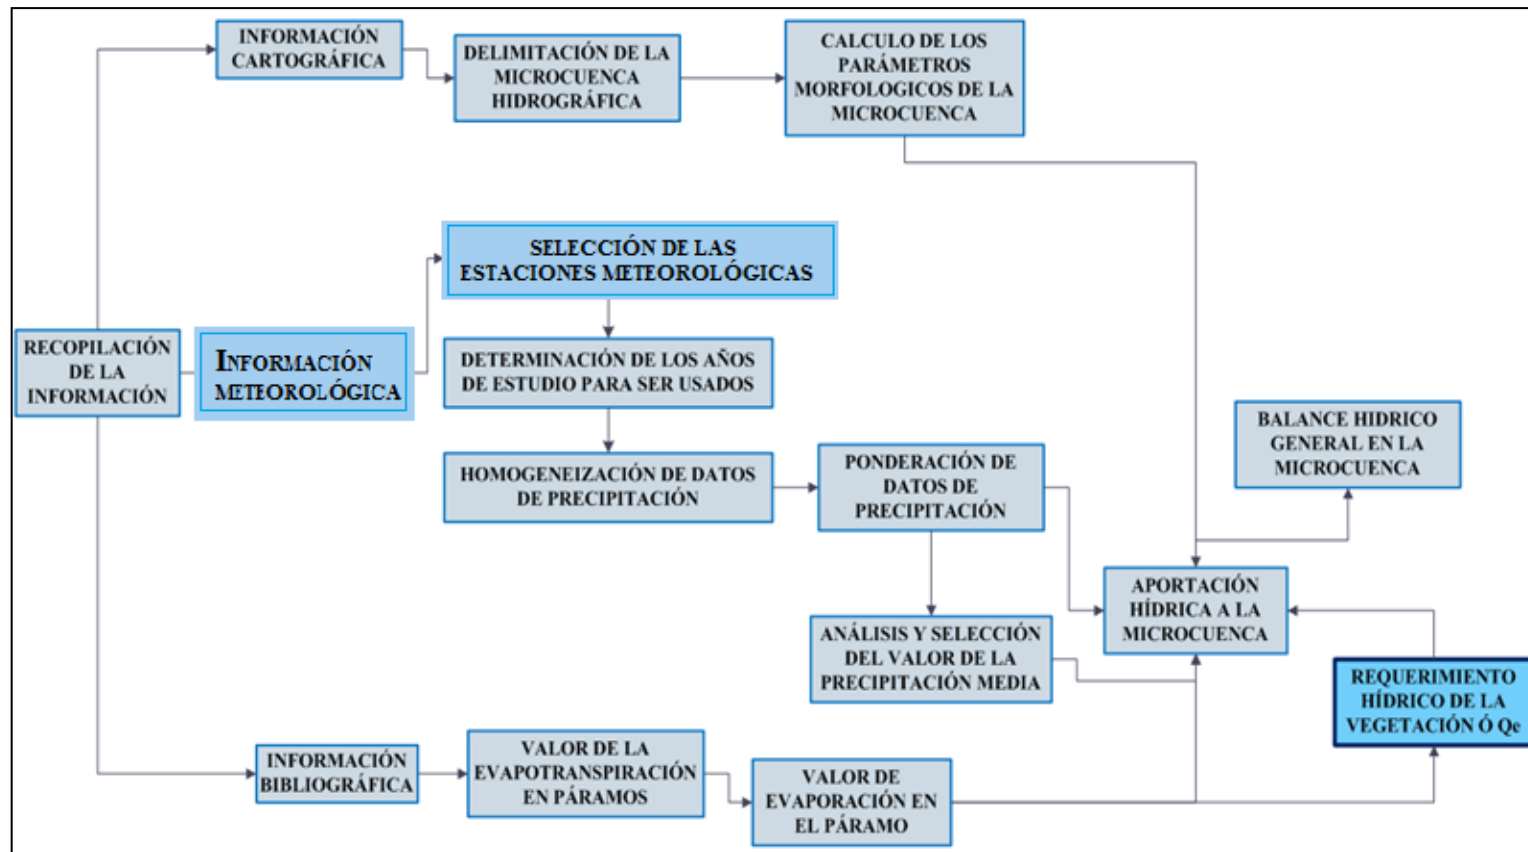 INFORMACIÓN
CARTOGRÁFICA
DELIMITACIÓN DE LA
MICROCUENCA
HIDROGRÁFICA
CALCULO DE LOS
PARÁMETROS
MORFOLOGICOS DE LA
MICROCUENCA
SELECCIÓN DE LAS
ESTACIONES METEOROLÓGICAS
RECOPILACIÓN
DE LA
INFORMACIÓN
INFORMACIÓN
METEOROLÓGICA
DETERMINACIÓN DE LOS AÑOS
DE ESTUDIO PARA SER USADOS
HOMOGENEIZACIÓN DE DATOS
DE PRECIPITACIÓN
PONDERACIÓN DE
DATOS DE
PRECIPITACIÓN
BALANCE HIDRICO
GENERAL EN LA
MICROCUENCA
APORTACIÓN
HÍDRICA A LA
MICROCUENCA
ANÁLISIS Y SELECCIÓN
DEL VALOR DE LA
PRECIPITACIÓN MEDIA
REQUERIMIENTO
HÍDRICO DE LA
VEGETACIÓN Ó Qe
INFORMACIÓN
BIBLIOGRÁFICA
VALOR DE LA
EVAPOTRANSPIRACIÓN
EN PÁRAMOS
VALOR DE
EVAPORACIÓN EN
EL PÁRAMO